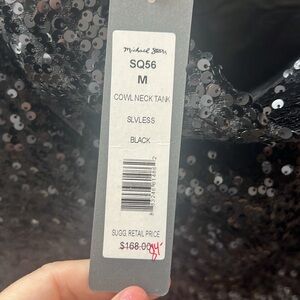 Michael Stars
SQ56
M
COWL NECK TANK
SLVLESS
BLACK
SUGG. RETAIL PRICE
$168.00